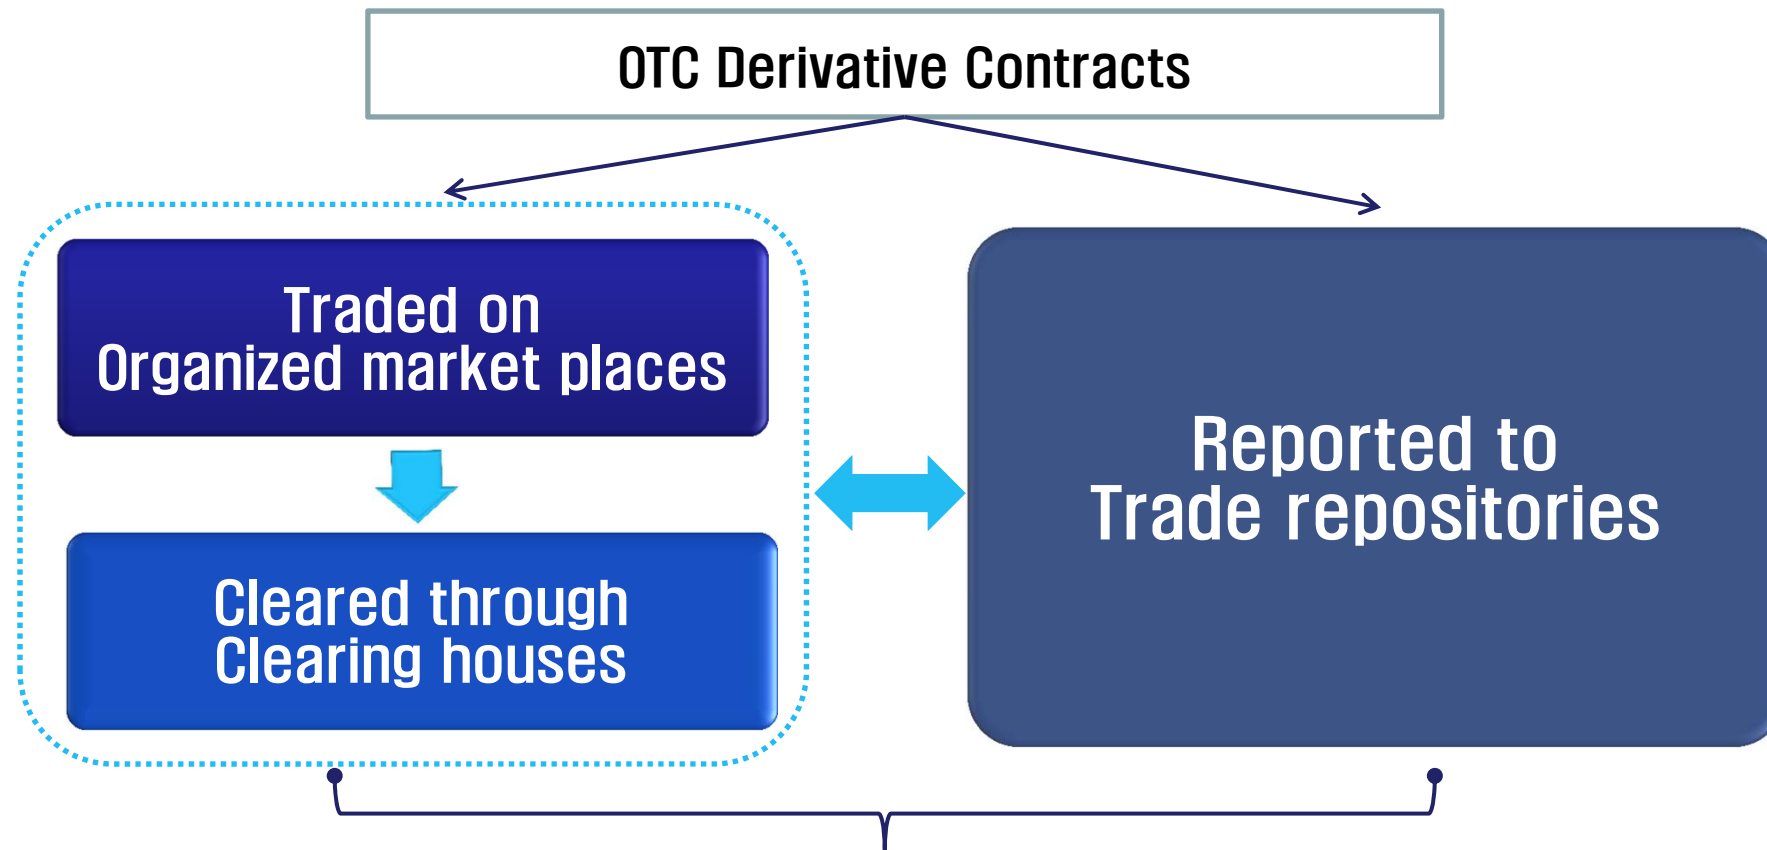 OTC Derivative Contracts
Traded on
Organized market places
Cleared through
Clearing houses
Reported to
Trade repositories